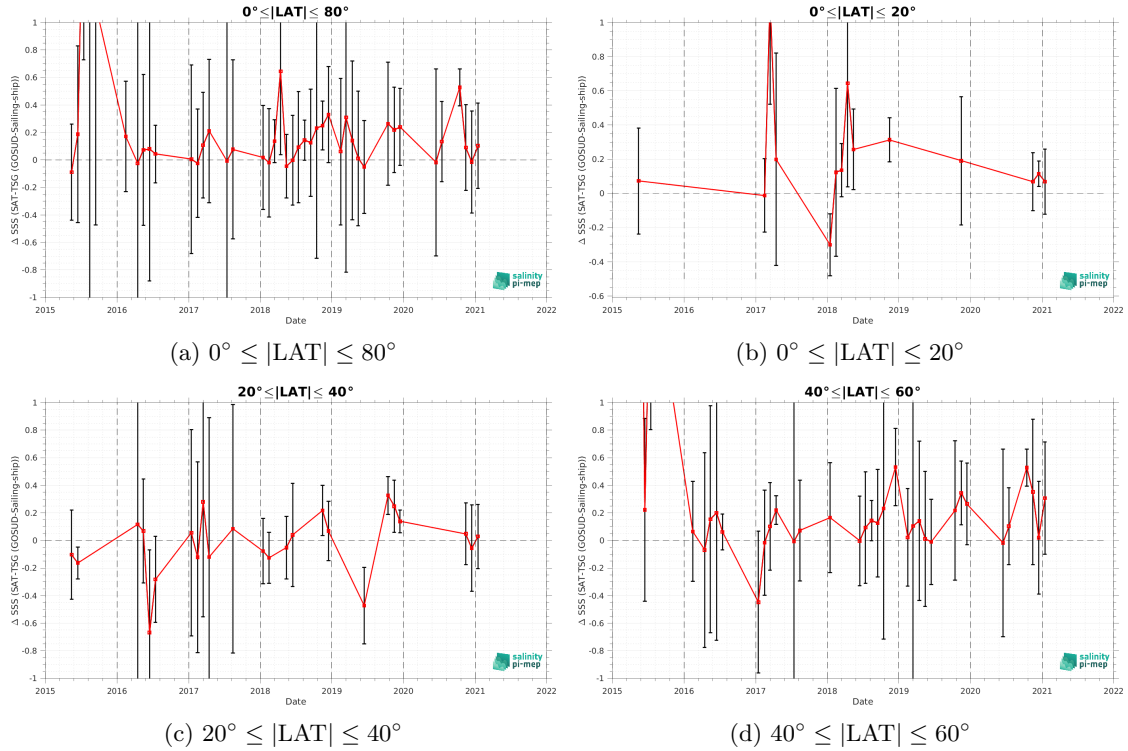 0°≤|LAT|≤ 80°
Δ SSS (SAT-TSG (GOSUD-Sailing-ship))
1
0.8
0.6
0.4
0.2
0
-0.2
-0.4
-0.6
-0.8
-1
2015 2016 2017 2018 2019 2020 2021 2022
Date
salinity
pi-mep
(a) 0° ≤ |LAT| ≤ 80°
0°≤|LAT|≤ 20°
Δ SSS (SAT-TSG (GOSUD-Sailing-ship))
1
0.8
0.6
0.4
0.2
0
-0.2
-0.4
-0.6
2015 2016 2017 2018 2019 2020 2021 2022
Date
salinity
pi-mep
(b) 0° ≤ |LAT| ≤ 20°
20°≤|LAT|≤ 40°
Δ SSS (SAT-TSG (GOSUD-Sailing-ship))
1
0.8
0.6
0.4
0.2
0
-0.2
-0.4
-0.6
-0.8
-1
2015 2016 2017 2018 2019 2020 2021 2022
Date
salinity
pi-mep
(c) 20° ≤ |LAT| ≤ 40°
40°≤|LAT|≤ 60°
Δ SSS (SAT-TSG (GOSUD-Sailing-ship))
1
0.8
0.6
0.4
0.2
0
-0.2
-0.4
-0.6
-0.8
-1
2015 2016 2017 2018 2019 2020 2021 2022
Date
salinity
pi-mep
(d) 40° ≤ |LAT| ≤ 60°